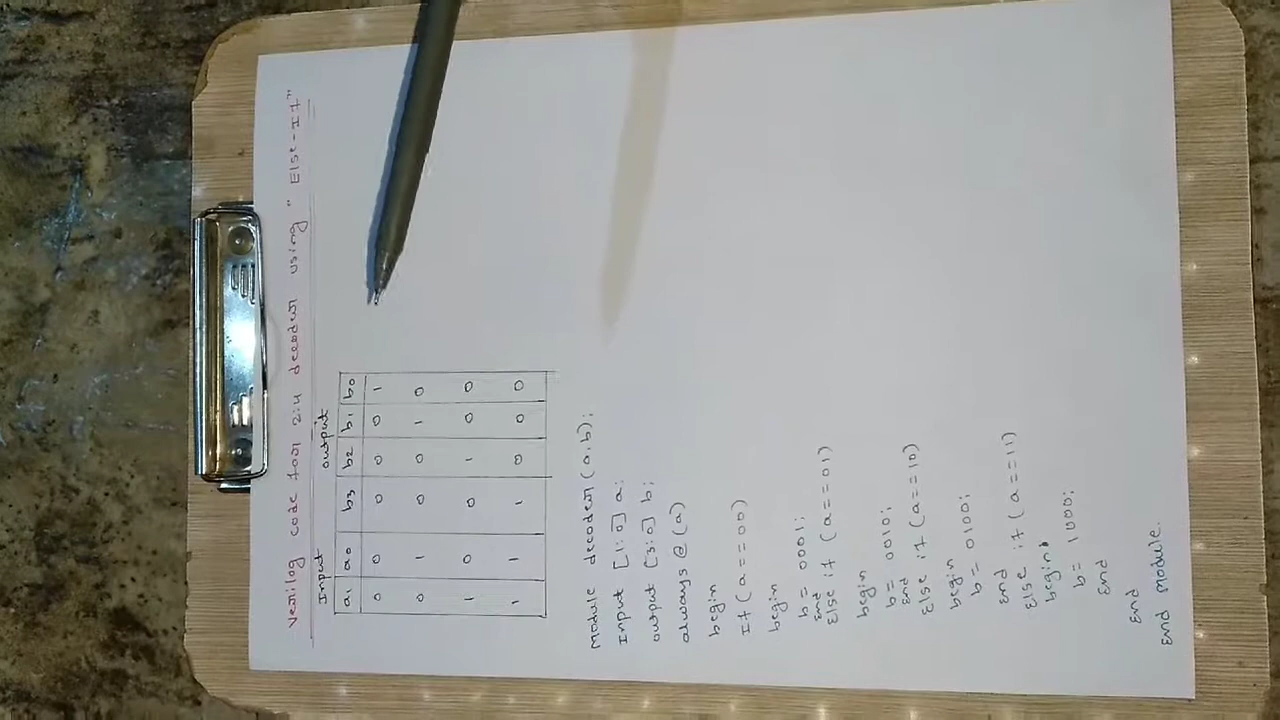 Verilog code for 2:4 decoder using "Else-If"
Input output
a1 a0 b3 b2 b1 b0
0 0 0 0 0 1
0 1 0 0 1 0
1 0 0 1 0 0
1 1 1 0 0 0
Module decoder(a,b);
Input [1:0] a;
output [3:0] b;
always @ (a)
begin
If (a==00)
begin
b = 0001;
End
Else if (a==01)
begin
b = 0010;
End
Else if (a==10)
begin
b = 0100;
End
Else if (a==11)
begin
b = 1000;
End
End
End Module.